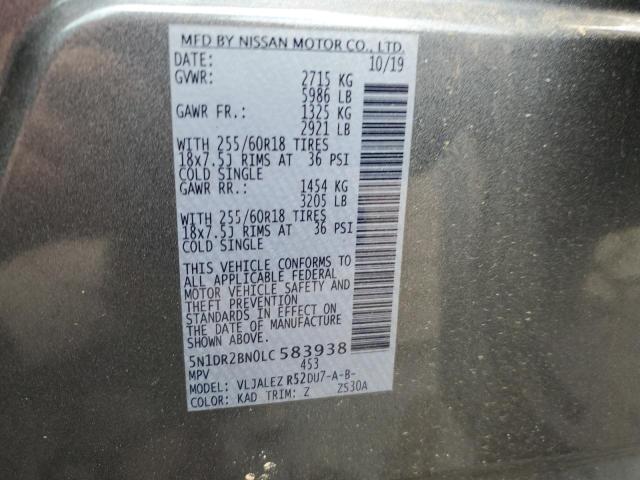 MFD BY NISSAN MOTOR CO., LTD.
DATE: 10/19
GVWR: 2715 KG
5986 LB
GAWR FR.: 1325 KG
2921 LB
WITH 255/60R18 TIRES
18x7.5J RIMS AT 36 PSI
COLD SINGLE
GAWR RR.: 1454 KG
3205 LB
WITH 255/60R18 TIRES
18x7.5J RIMS AT 36 PSI
COLD SINGLE
THIS VEHICLE CONFORMS TO
ALL APPLICABLE FEDERAL
MOTOR VEHICLE SAFETY AND
THEFT PREVENTION
STANDARDS IN EFFECT ON
THE DATE OF MANUFACTURE
SHOWN ABOVE.
5N1DR2BN0LC 583938
MPV 453
MODEL: VLJALEZ R52DU7-A-B-
COLOR: KAD TRIM: Z ZS30A